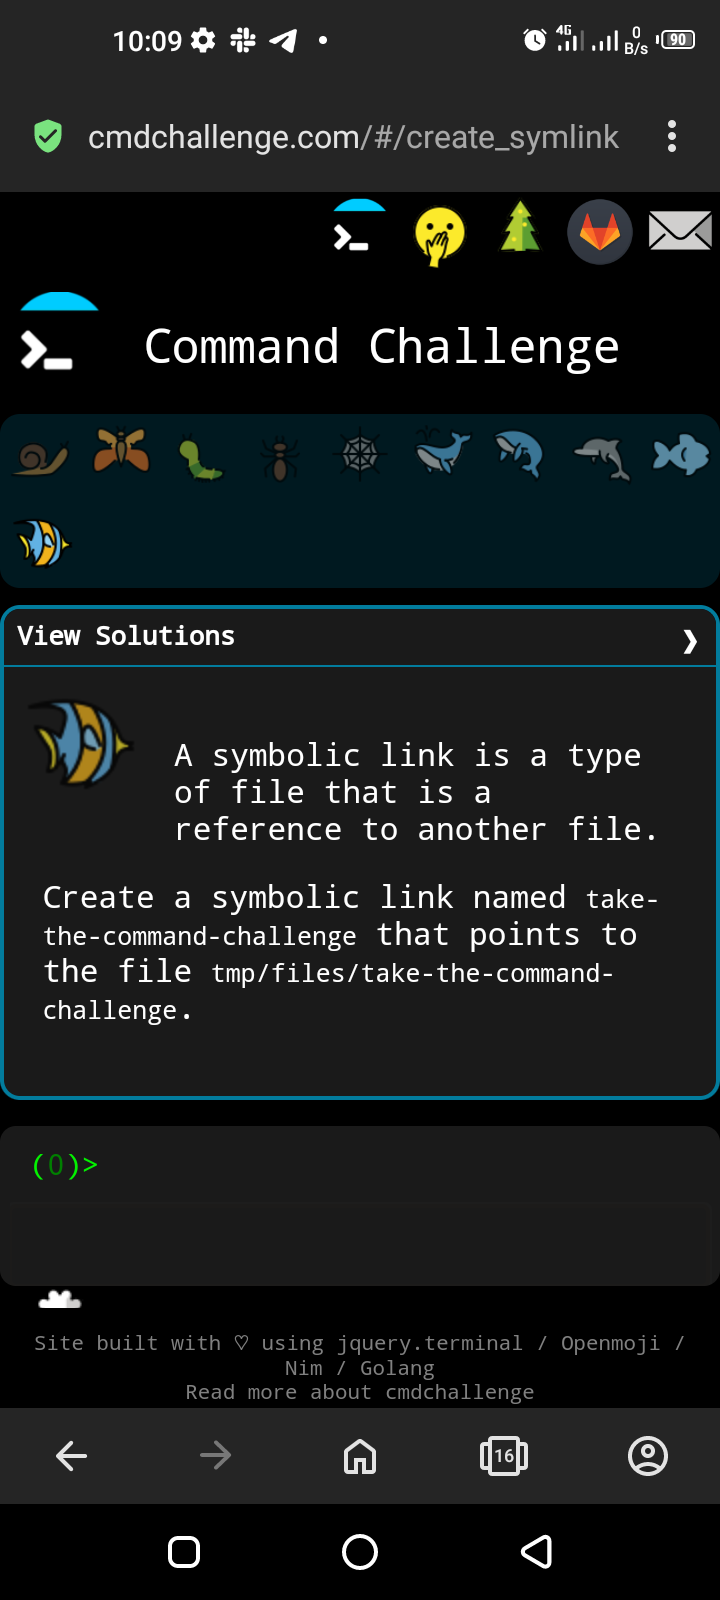 10:09
4G
0
B/s
90
cmdchallenge.com/#/create_symlink
Command Challenge
View Solutions
A symbolic link is a type
of file that is a
reference to another file.
Create a symbolic link named take-
the-command-challenge that points to
the file tmp/files/take-the-command-
challenge.
(0)>
Site built with ♡ using jquery.terminal / Openmoji /
Nim / Golang
Read more about cmdchallenge
16